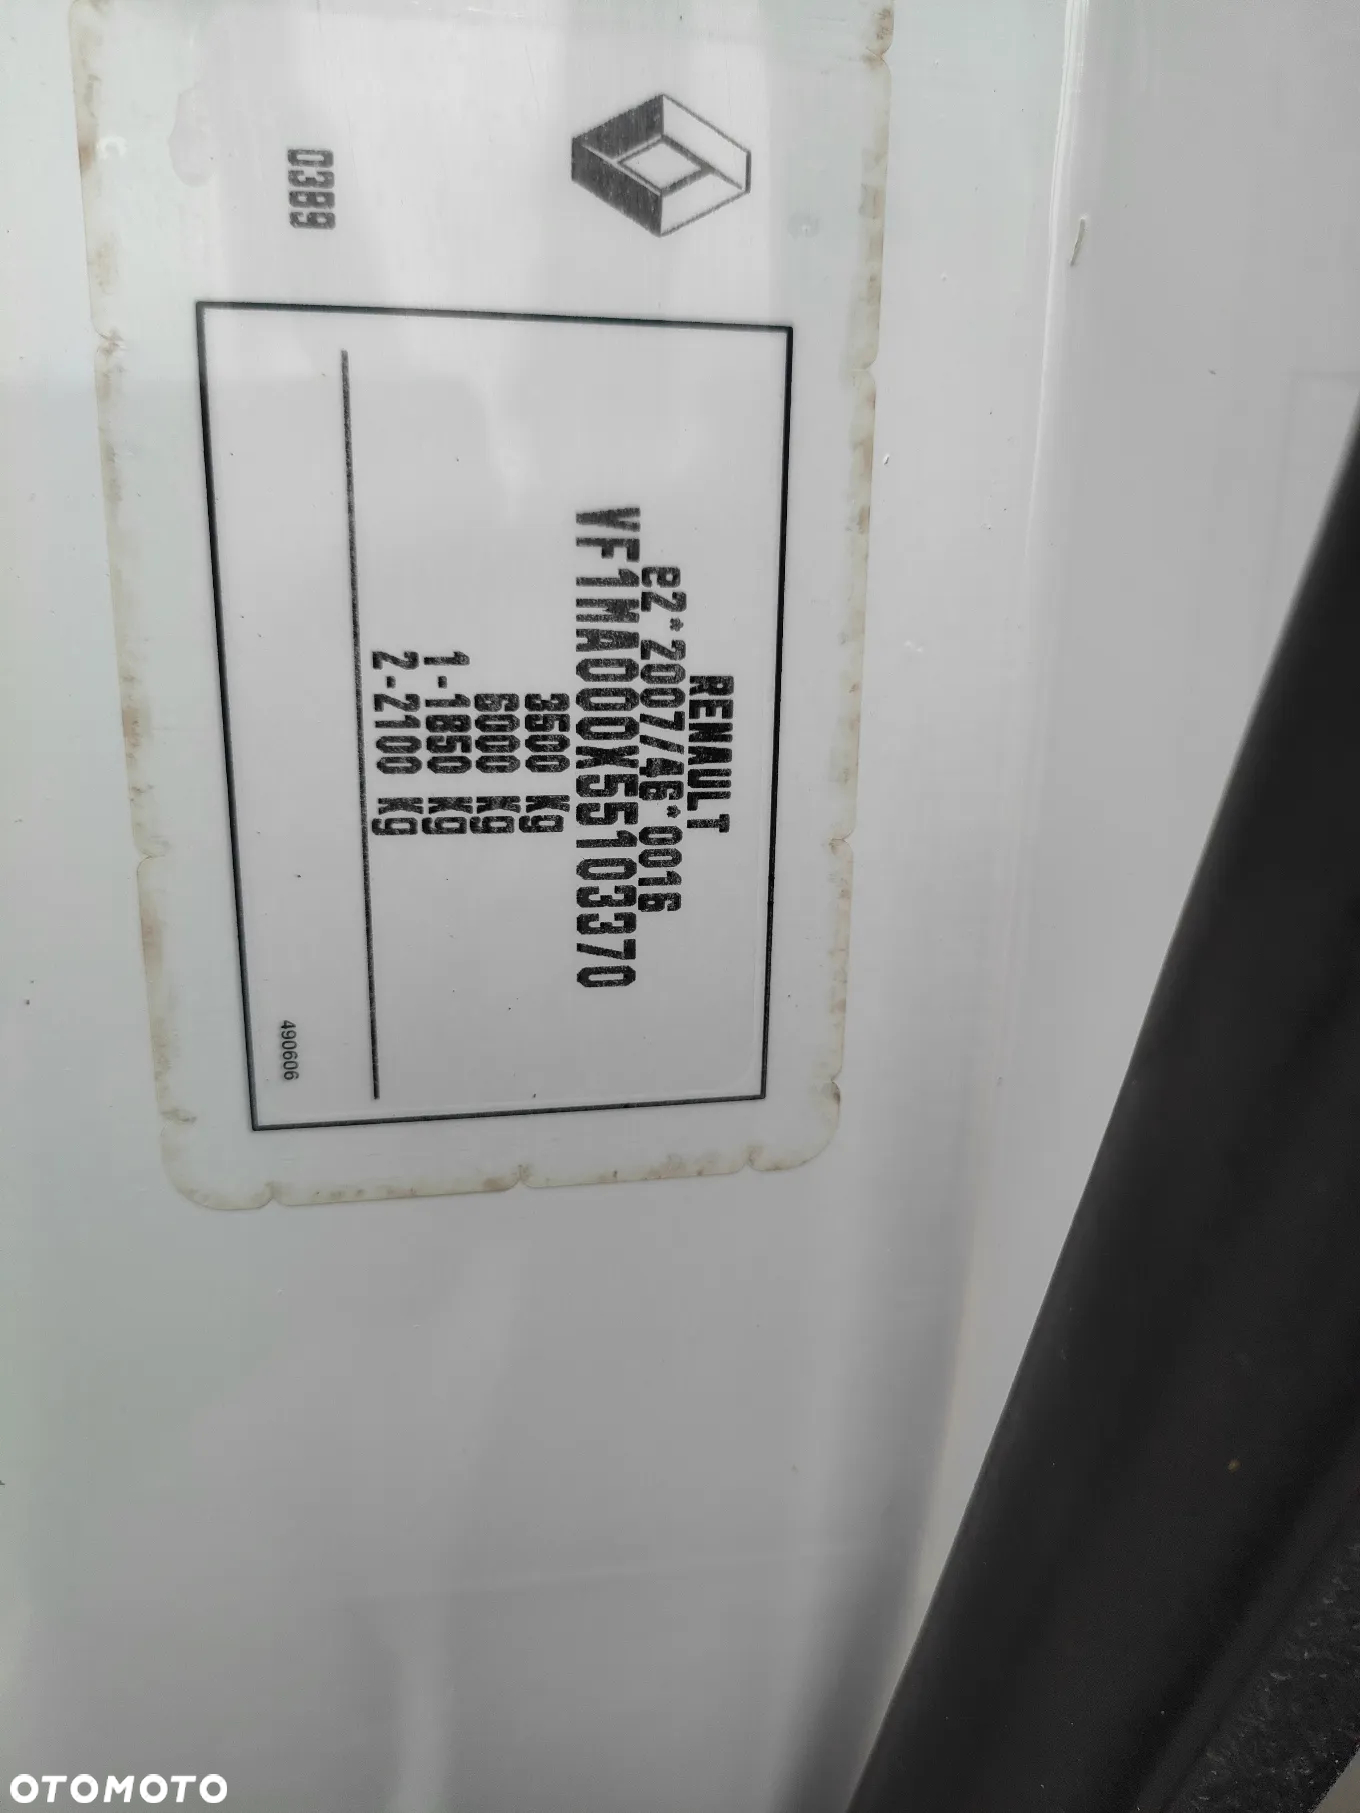 0389
RENAULT
e2*2007/46*0016
VF1MA000X55103370
3500 kg
6000 kg
1-1850 kg
2-2100 kg
490606
OTOMOTO